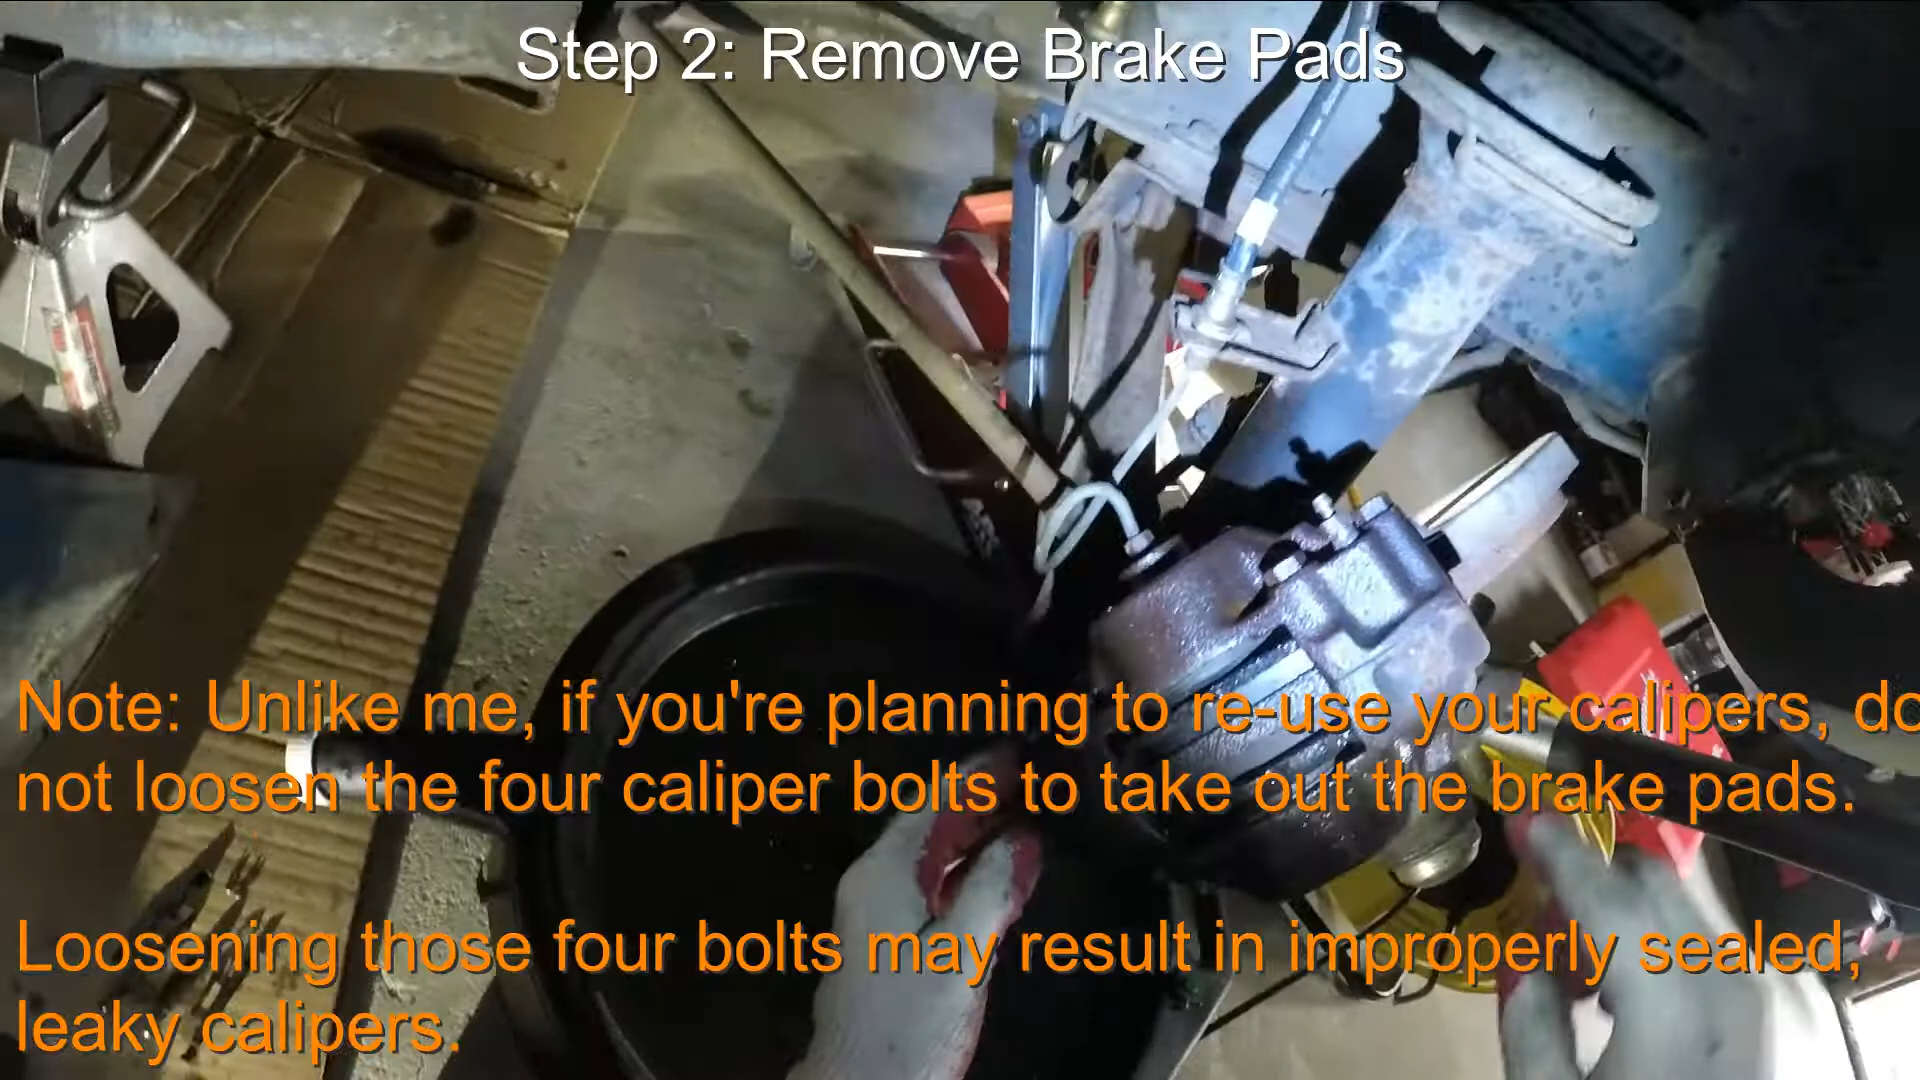 Step 2: Remove Brake Pads
Note: Unlike me, if you're planning to re-use your calipers, do
not loosen the four caliper bolts to take out the brake pads.
Loosening those four bolts may result in improperly sealed,
leaky calipers.